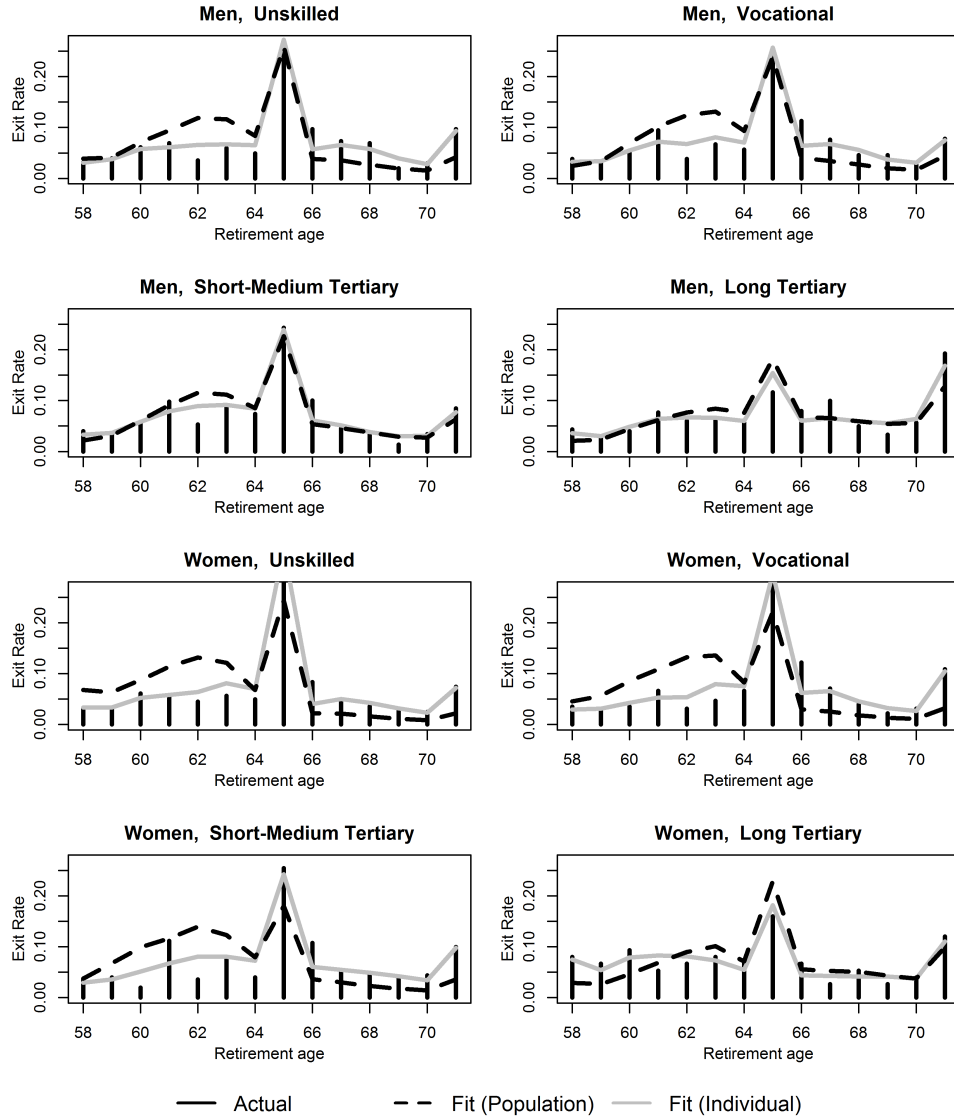 Men, Unskilled
Men, Vocational
Exit Rate
0.00 0.10 0.20
58 60 62 64 66 68 70
Retirement age
Exit Rate
0.00 0.10 0.20
58 60 62 64 66 68 70
Retirement age
Men, Short-Medium Tertiary
Men, Long Tertiary
Exit Rate
0.00 0.10 0.20
58 60 62 64 66 68 70
Retirement age
Exit Rate
0.00 0.10 0.20
58 60 62 64 66 68 70
Retirement age
Women, Unskilled
Women, Vocational
Exit Rate
0.00 0.10 0.20
58 60 62 64 66 68 70
Retirement age
Exit Rate
0.00 0.10 0.20
58 60 62 64 66 68 70
Retirement age
Women, Short-Medium Tertiary
Women, Long Tertiary
Exit Rate
0.00 0.10 0.20
58 60 62 64 66 68 70
Retirement age
Exit Rate
0.00 0.10 0.20
58 60 62 64 66 68 70
Retirement age
Actual Fit (Population) Fit (Individual)